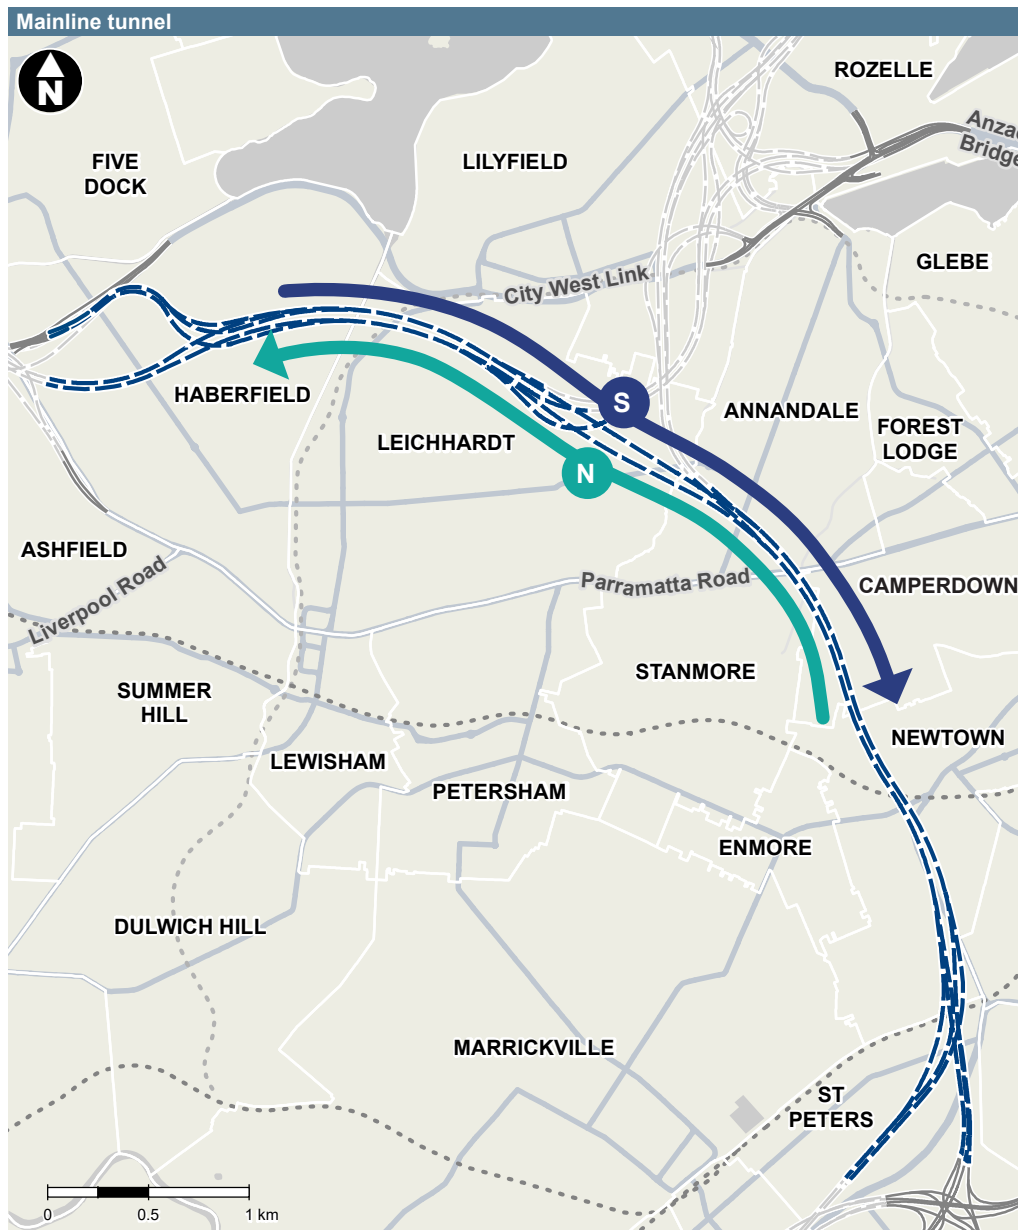 Mainline tunnel
N
ROZELLE
Anzac
Bridge
FIVE
DOCK
LILYFIELD
GLEBE
City West Link
HABERFIELD
S
ANNANDALE
LEICHHARDT
FOREST
LODGE
N
ASHFIELD
Liverpool Road
Parramatta Road
CAMPERDOWN
STANMORE
SUMMER
HILL
NEWTOWN
LEWISHAM
PETERSHAM
ENMORE
DULWICH HILL
MARRICKVILLE
ST
PETERS
0 0.5 1 km